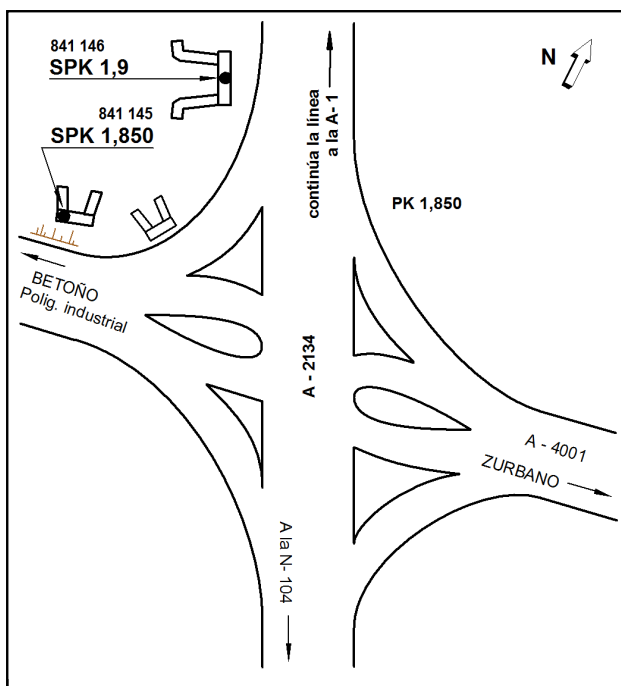 841 146
SPK 1,9
841 145
SPK 1,850
N
continúa la línea
a la A- 1
PK 1,850
BETOÑO
Polig. industrial
A - 2134
A - 4001
ZURBANO
A la N- 104